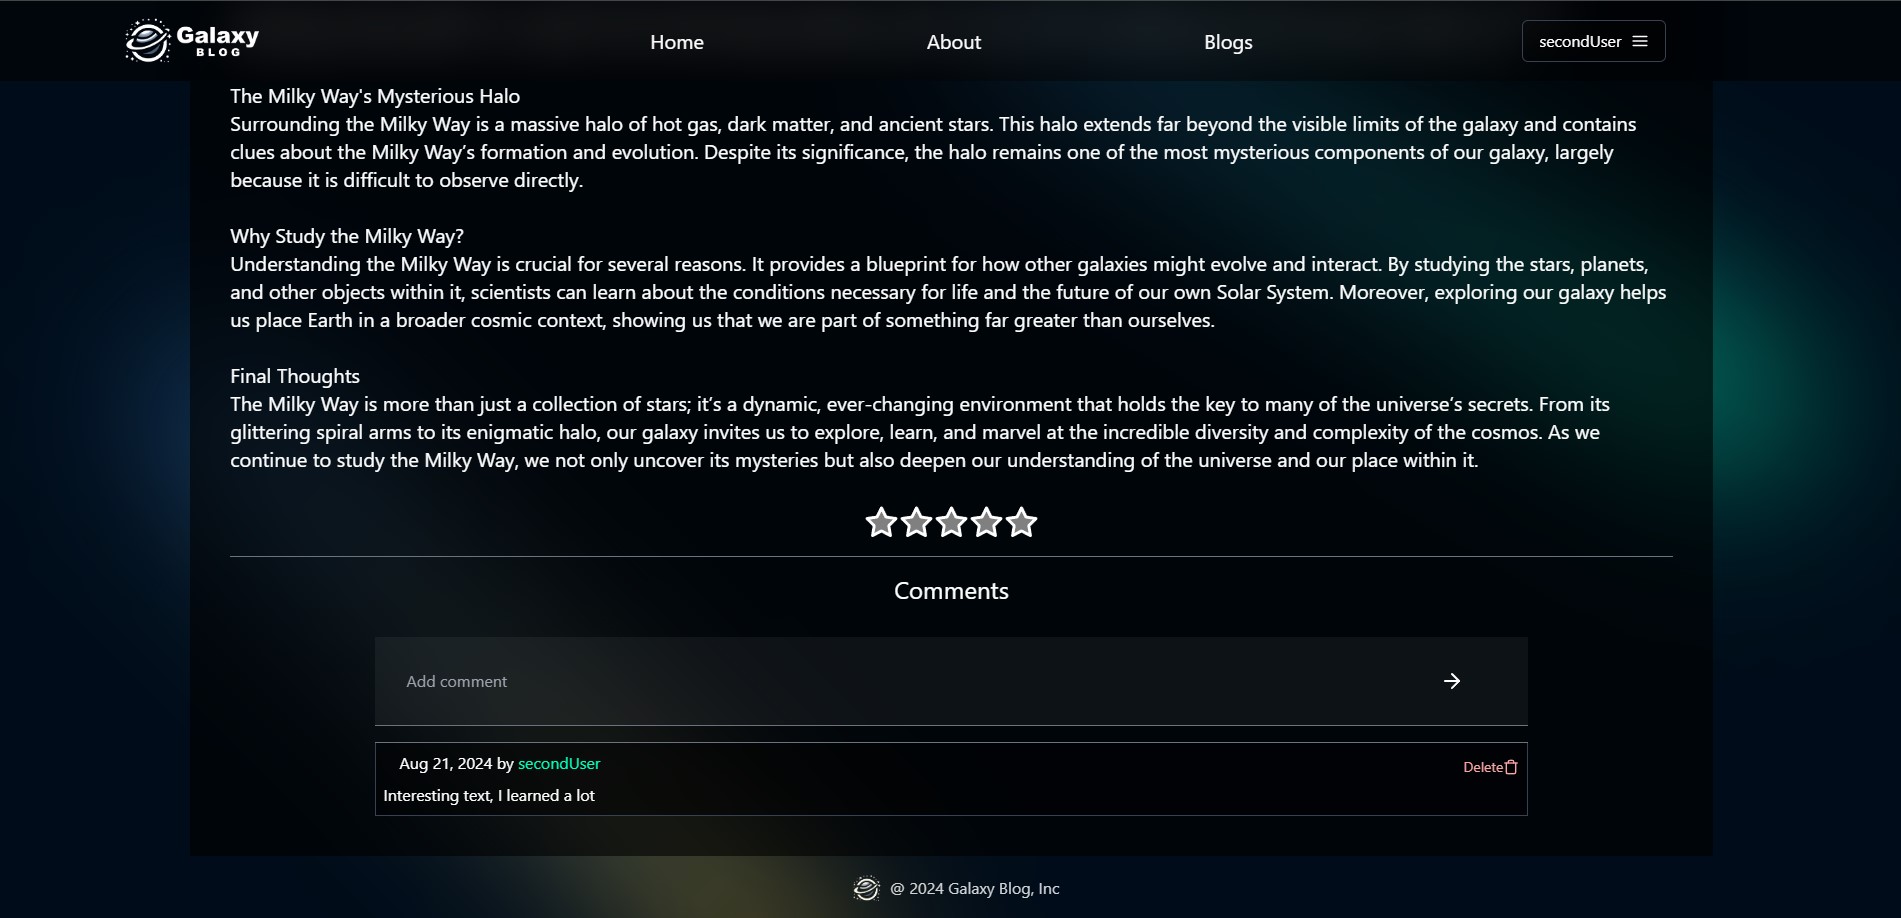 Galaxy
BLOG
Home
About
Blogs
secondUser
The Milky Way's Mysterious Halo
Surrounding the Milky Way is a massive halo of hot gas, dark matter, and ancient stars. This halo extends far beyond the visible limits of the galaxy and contains
clues about the Milky Way’s formation and evolution. Despite its significance, the halo remains one of the most mysterious components of our galaxy, largely
because it is difficult to observe directly.
Why Study the Milky Way?
Understanding the Milky Way is crucial for several reasons. It provides a blueprint for how other galaxies might evolve and interact. By studying the stars, planets,
and other objects within it, scientists can learn about the conditions necessary for life and the future of our own Solar System. Moreover, exploring our galaxy helps
us place Earth in a broader cosmic context, showing us that we are part of something far greater than ourselves.
Final Thoughts
The Milky Way is more than just a collection of stars; it’s a dynamic, ever-changing environment that holds the key to many of the universe’s secrets. From its
glittering spiral arms to its enigmatic halo, our galaxy invites us to explore, learn, and marvel at the incredible diversity and complexity of the cosmos. As we
continue to study the Milky Way, we not only uncover its mysteries but also deepen our understanding of the universe and our place within it.
Comments
Add comment
Aug 21, 2024 by secondUser
Delete
Interesting text, I learned a lot
@ 2024 Galaxy Blog, Inc